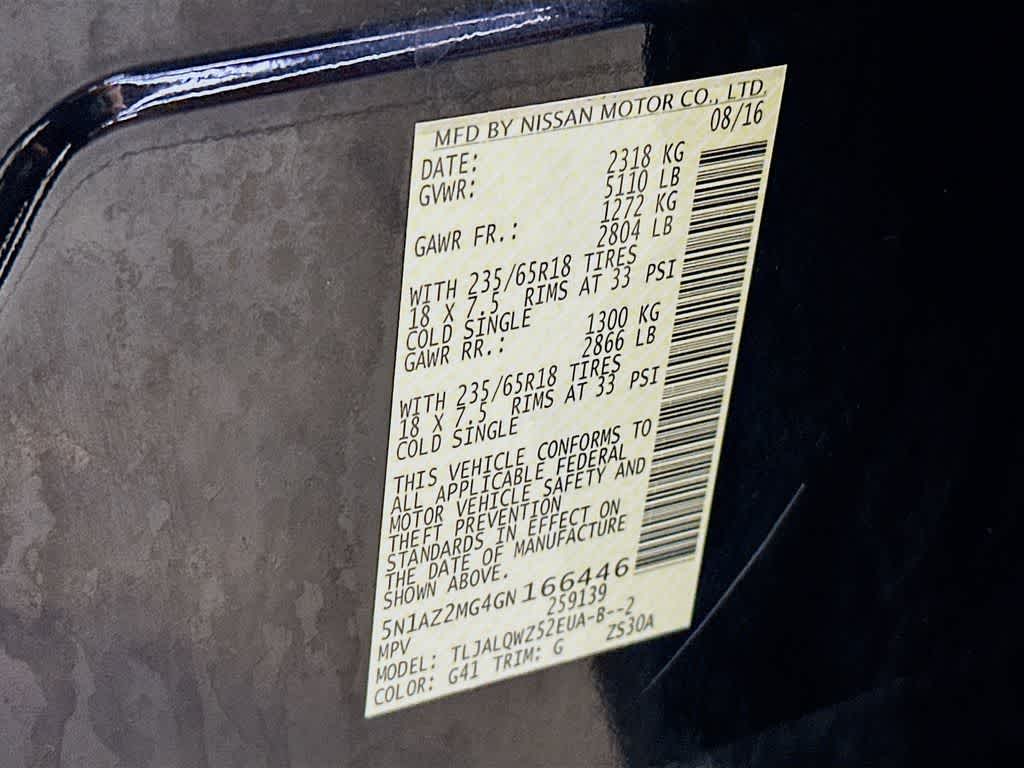 MFD BY NISSAN MOTOR CO., LTD.
DATE: 08/16
GVWR: 2318 KG
5110 LB
GAWR FR.: 1272 KG
2804 LB
WITH 235/65R18 TIRES
18 X 7.5 RIMS AT 33 PSI
COLD SINGLE
GAWR RR.: 1300 KG
2866 LB
WITH 235/65R18 TIRES
18 X 7.5 RIMS AT 33 PSI
COLD SINGLE
THIS VEHICLE CONFORMS TO
ALL APPLICABLE FEDERAL
MOTOR VEHICLE SAFETY AND
THEFT PREVENTION
STANDARDS IN EFFECT ON
THE DATE OF MANUFACTURE
SHOWN ABOVE.
5N1AZ2MG4GN166446
MPV 259139
MODEL: TLJALQWZ52EUA-B--2
COLOR: G41 TRIM: G ZS30A